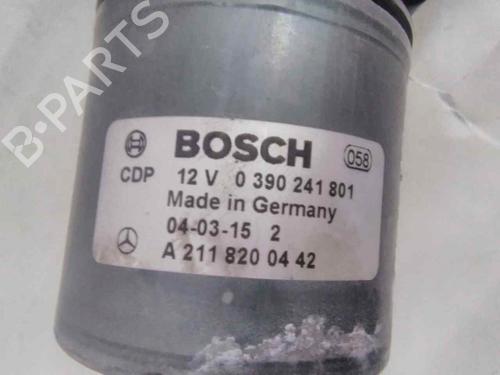 B-PARTS
BOSCH 058
CDP 12 V 0 390 241 801
Made in Germany
04-03-15 2
A 211 820 04 42